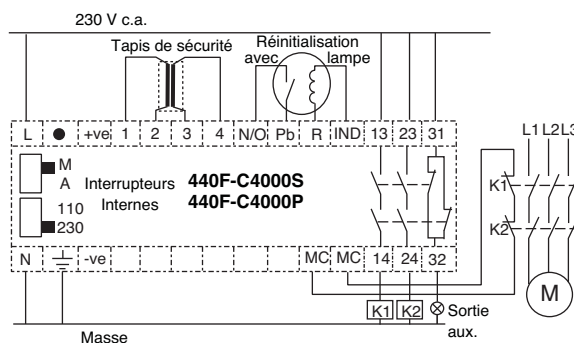 230 V c.a.
Tapis de sécurité
Réinitialisation
avec lampe
L +ve 1 2 3 4 N/O Pb R IND 13 23 31
L1 L2 L3
M
A
Interrupteurs 440F-C4000S
Internes 440F-C4000P
110
230
K1
K2
N -ve MC MC 14 24 32
K1 K2
Sortie
aux.
M
Masse